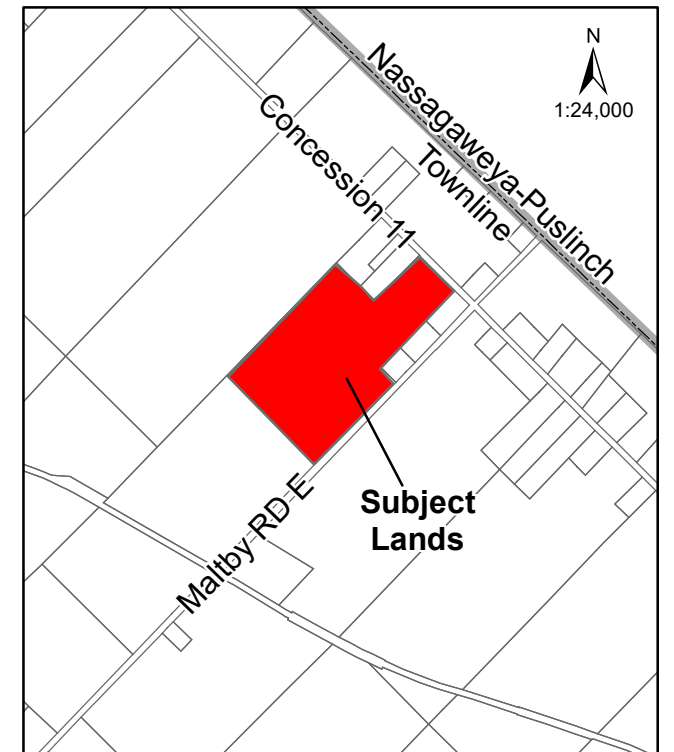 N
1:24,000
Nassagaweya-Puslinch
Townline
Concession 11
Subject
Lands
Maltby RD E